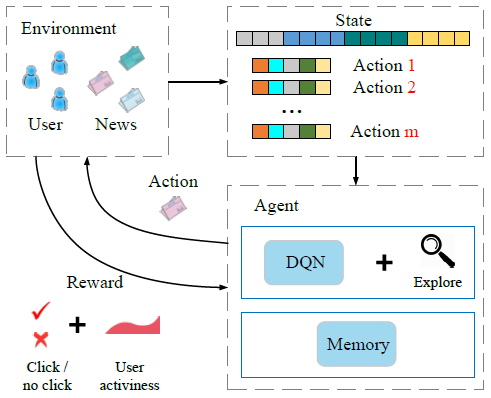 Environment
User
News
State
Action 1
Action 2
...
Action m
Action
Agent
DQN
+
Explore
Memory
Reward
+
Click /
no click
User
activiness